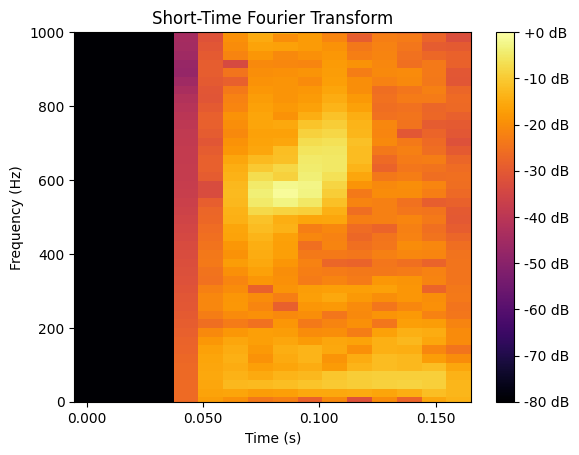 Short-Time Fourier Transform
1000
800
600
400
200
0
Frequency (Hz)
0.000
0.050
0.100
0.150
Time (s)
+0 dB
-10 dB
-20 dB
-30 dB
-40 dB
-50 dB
-60 dB
-70 dB
-80 dB